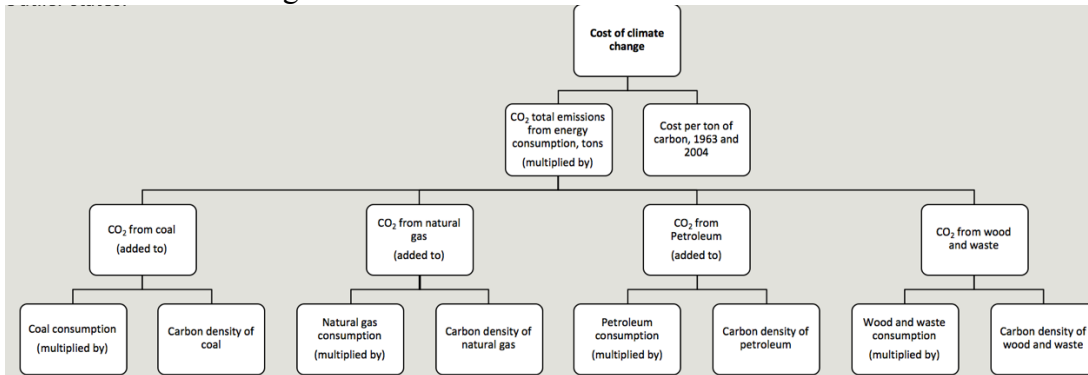 Cost of climate
change
CO₂ total emissions
from energy
consumption, tons
(multiplied by)
Cost per ton of
carbon, 1963 and
2004
CO₂ from coal
(added to)
CO₂ from natural
gas
(added to)
CO₂ from
Petroleum
(added to)
CO₂ from wood
and waste
Coal consumption
(multiplied by)
Carbon density of
coal
Natural gas
consumption
(multiplied by)
Carbon density of
natural gas
Petroleum
consumption
(multiplied by)
Carbon density of
petroleum
Wood and waste
consumption
(multiplied by)
Carbon density of
wood and waste